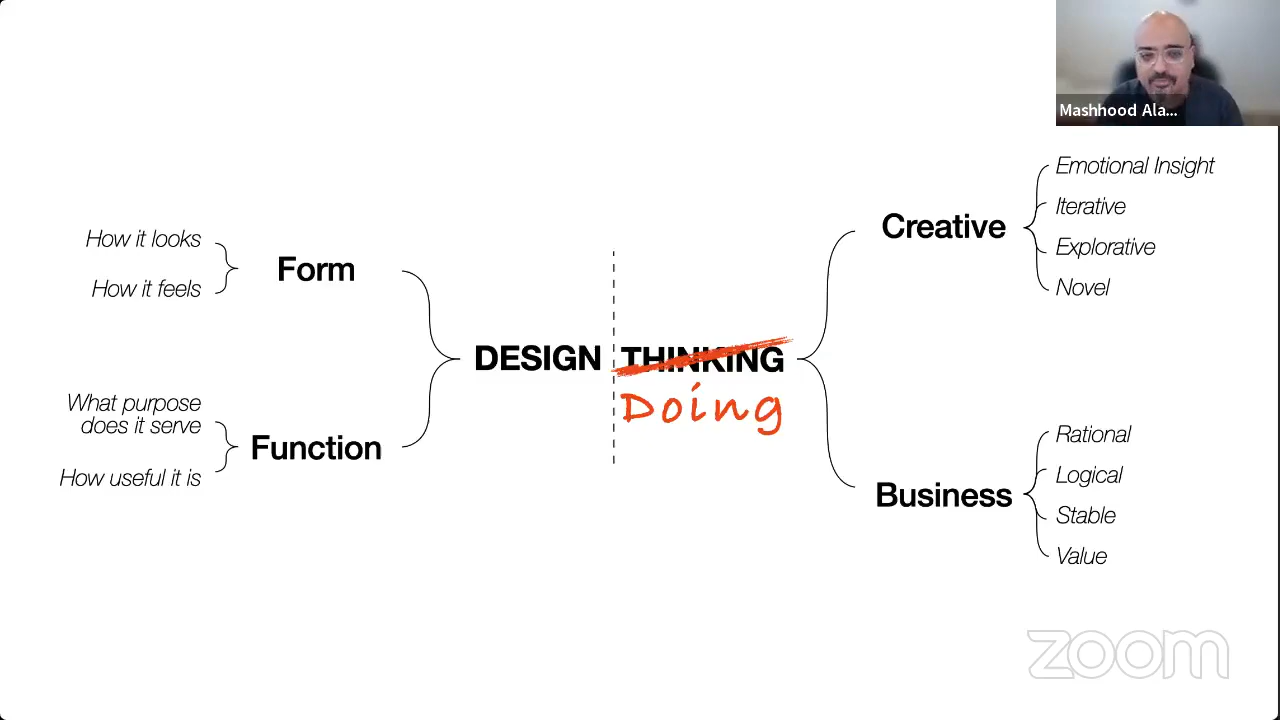 Mashhood Ala...
How it looks
How it feels
Form
What purpose
does it serve
How useful it is
Function
DESIGN THINKING
Doing
Creative
Emotional Insight
Iterative
Explorative
Novel
Business
Rational
Logical
Stable
Value
zoom